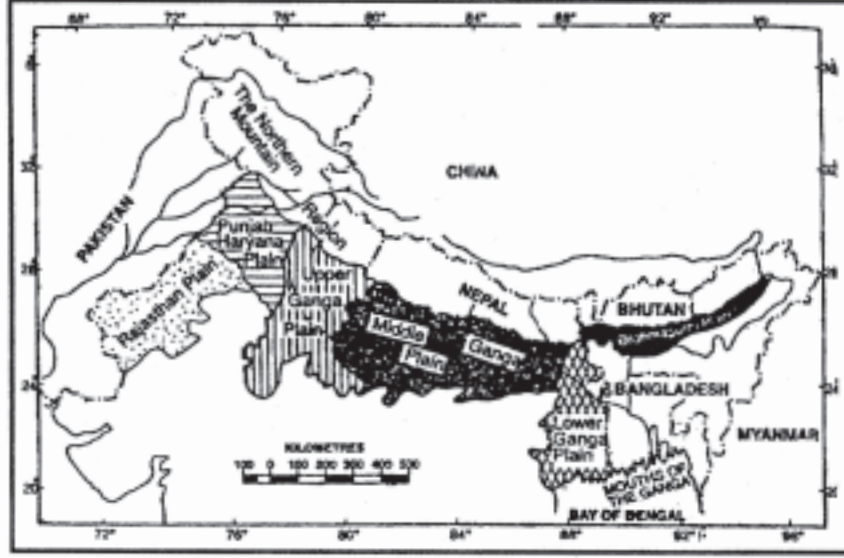 68° 72° 76° 80° 84° 88° 92°
The Northern
Mountain
Region
CHINA
PAKISTAN
Punjab
Haryana
Plain
Rajasthan Plain
Upper
Ganga
Plain
NEPAL
Middle
Ganga
Plain
BHUTAN
BANGLADESH
MYANMAR
Lower
Ganga
Plain
MOUTHS OF
THE GANGA
BAY OF BENGAL
KILOMETRES
100 0 100 200 300 400 500
32
28
24
20
72° 76° 80° 84° 88° 92° 96°